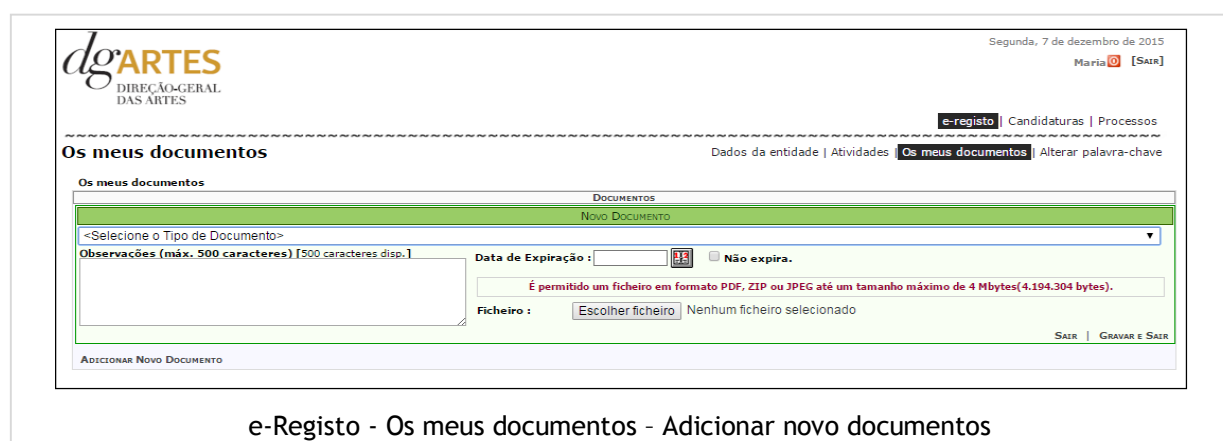 Segunda, 7 de dezembro de 2015
dgARTES
DIREÇÃO-GERAL
DAS ARTES
Maria [SAIR]
e-registo | Candidaturas | Processos
~~~~~~~~~~~~~~~~~~~~~~~~~~~~~~~~~~~~~~~~
Os meus documentos
Dados da entidade | Atividades | Os meus documentos | Alterar palavra-chave
Os meus documentos
DOCUMENTOS
NOVO DOCUMENTO
<Selecione o Tipo de Documento>
Observações (máx. 500 caracteres) [500 caracteres disp.]
Data de Expiração : Não expira.
É permitido um ficheiro em formato PDF, ZIP ou JPEG até um tamanho máximo de 4 Mbytes(4.194.304 bytes).
Ficheiro : Escolher ficheiro Nenhum ficheiro selecionado
SAIR | GRAVAR E SAIR
ADICIONAR NOVO DOCUMENTO
e-Registo - Os meus documentos – Adicionar novo documentos